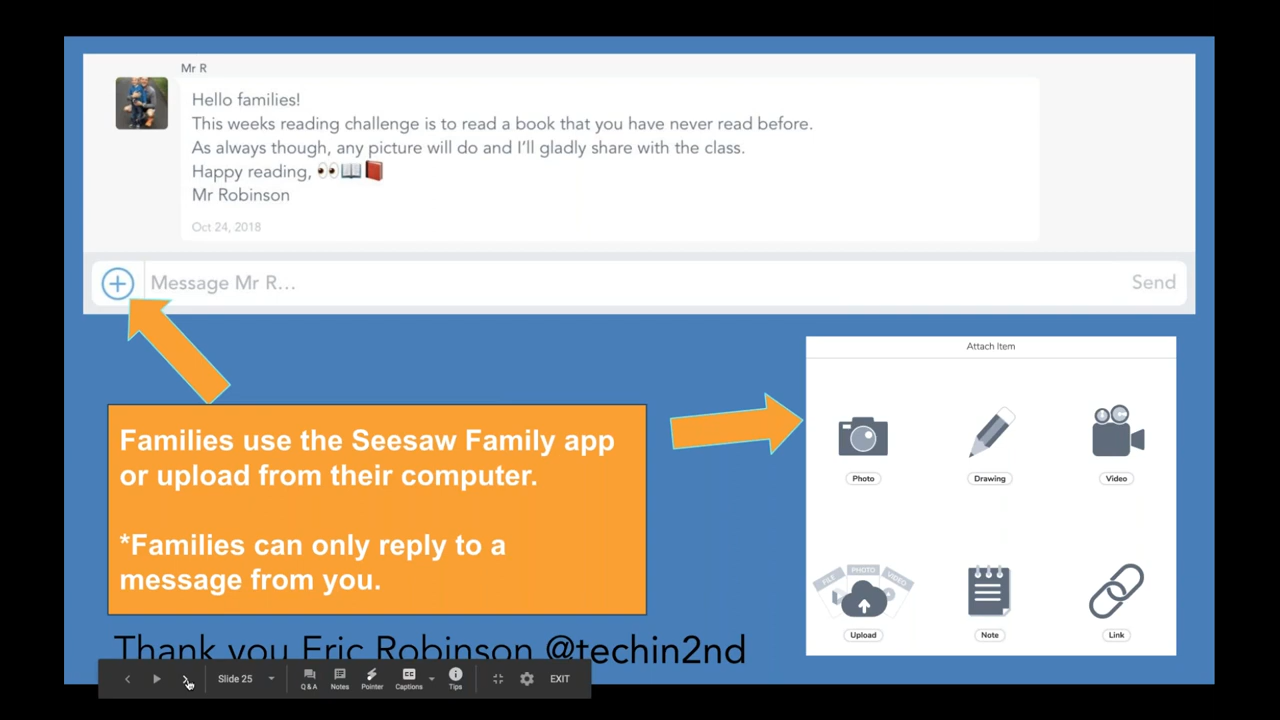 Mr R
Hello families!
This weeks reading challenge is to read a book that you have never read before.
As always though, any picture will do and I'll gladly share with the class.
Happy reading, 👀📖📕
Mr Robinson
Oct 24, 2018
Message Mr R...
Send
Attach Item
Photo
Drawing
Video
FILE
PHOTO
VIDEO
Upload
Note
Link
Families use the Seesaw Family app
or upload from their computer.
*Families can only reply to a
message from you.
Thank you Eric Robinson @techin2nd
Slide 25
Q & A
Notes
Pointer
CC
Captions
Tips
EXIT